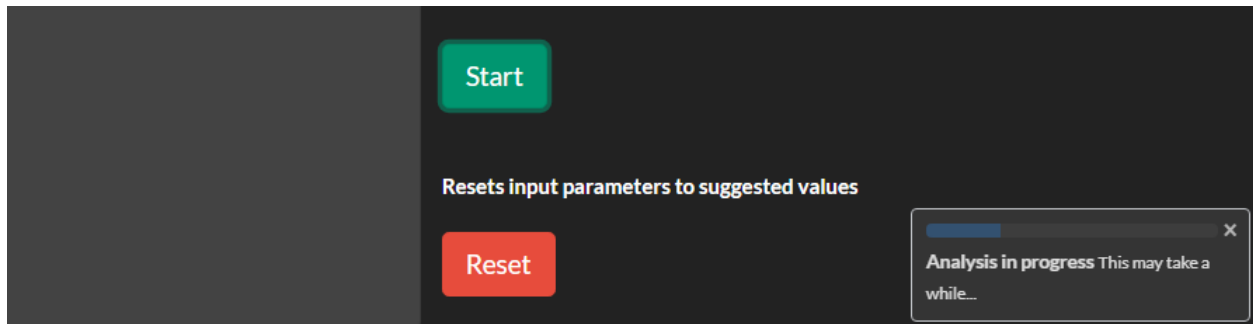 Start
Resets input parameters to suggested values
Reset
Analysis in progress This may take a
while...